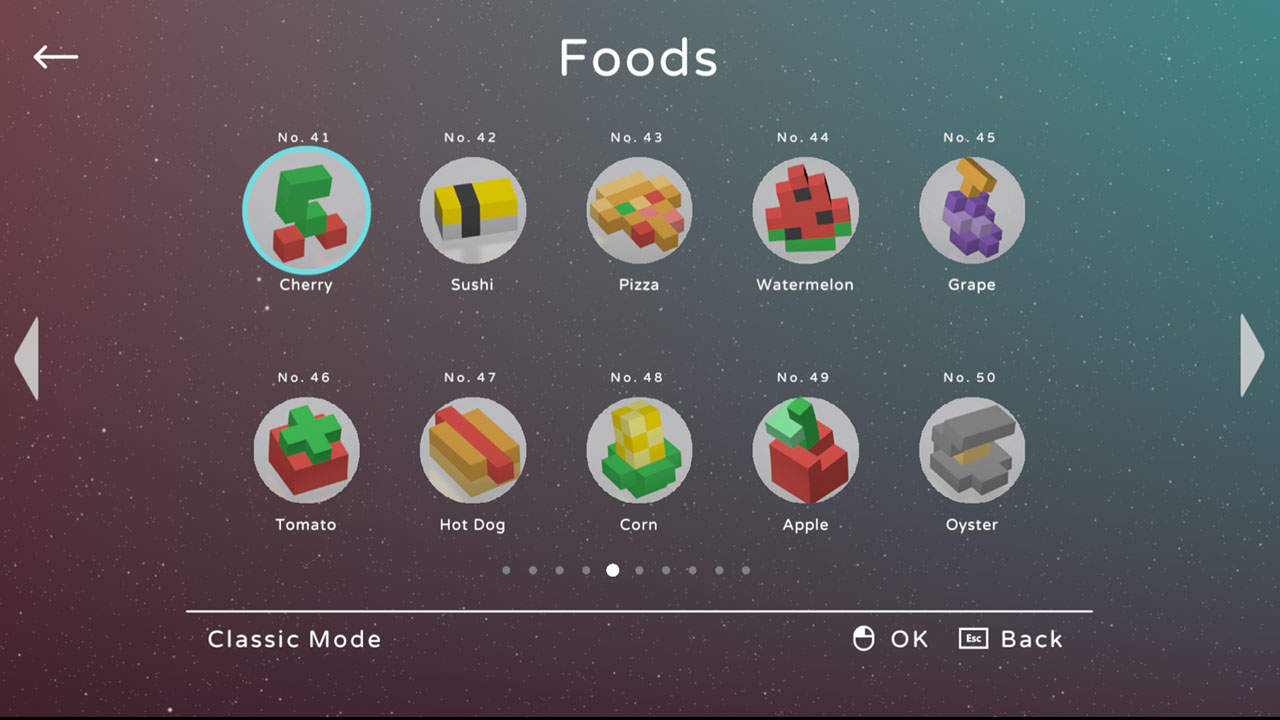 Foods
No. 41 No. 42 No. 43 No. 44 No. 45
Cherry Sushi Pizza Watermelon Grape
No. 46 No. 47 No. 48 No. 49 No. 50
Tomato Hot Dog Corn Apple Oyster
Classic Mode OK Esc Back